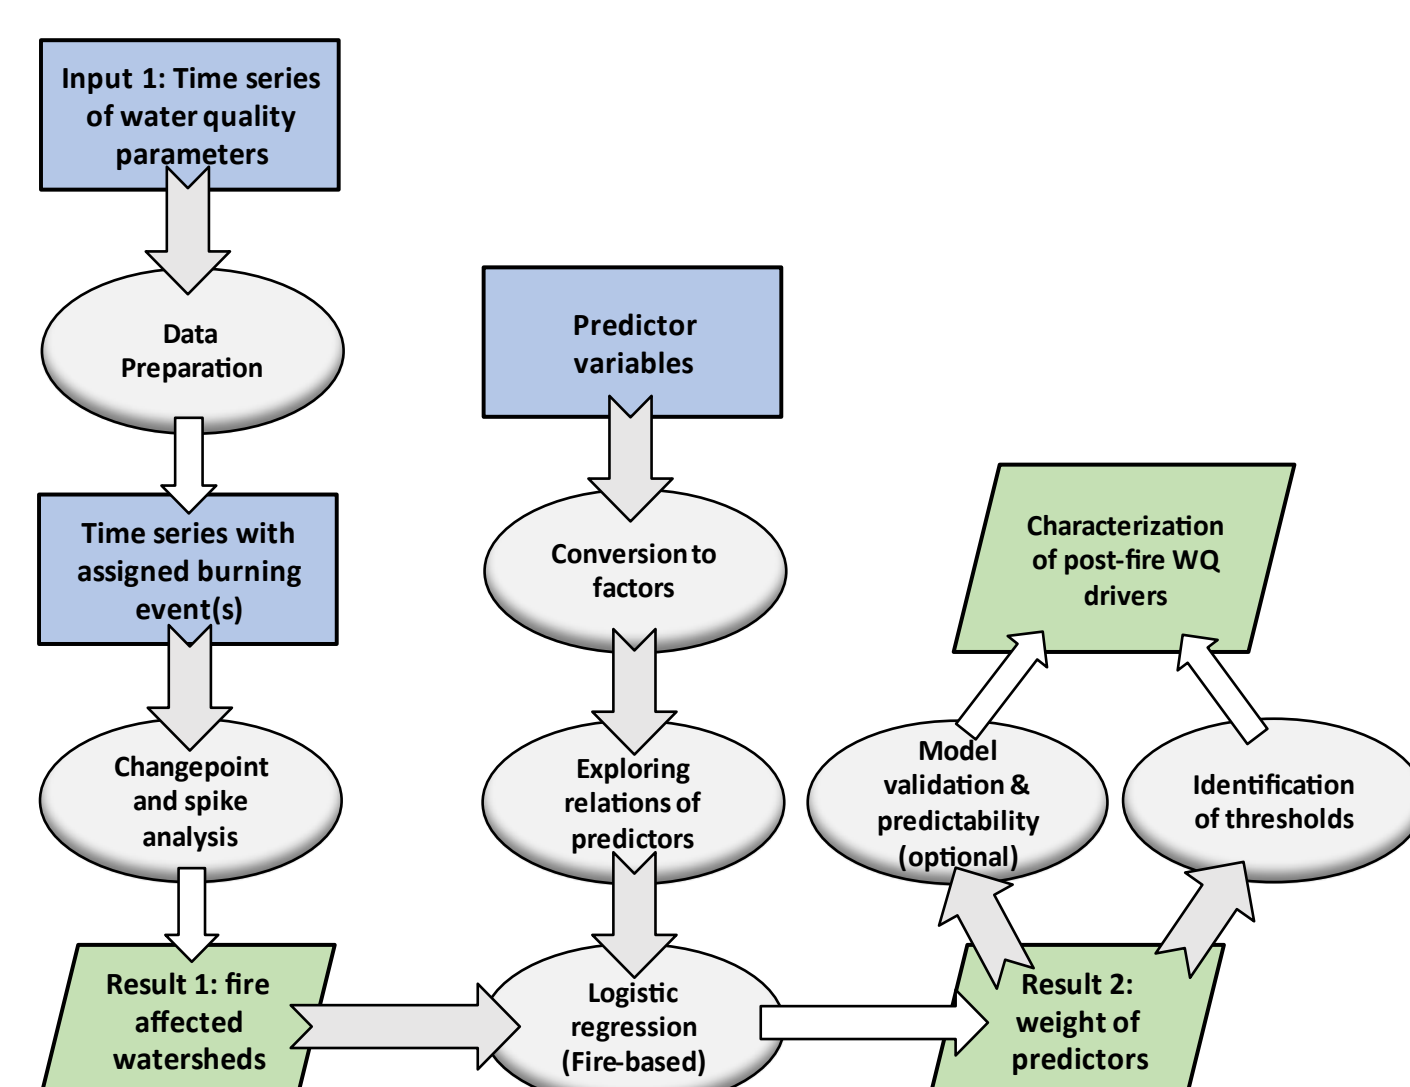 Input 1: Time series
of water quality
parameters
Data
Preparation
Time series with
assigned burning
event(s)
Changepoint
and spike
analysis
Result 1: fire
affected
watersheds
Predictor
variables
Conversion to
factors
Exploring
relations of
predictors
Logistic
regression
(Fire-based)
Characterization
of post-fire WQ
drivers
Model
validation &
predictability
(optional)
Identification
of thresholds
Result 2:
weight of
predictors